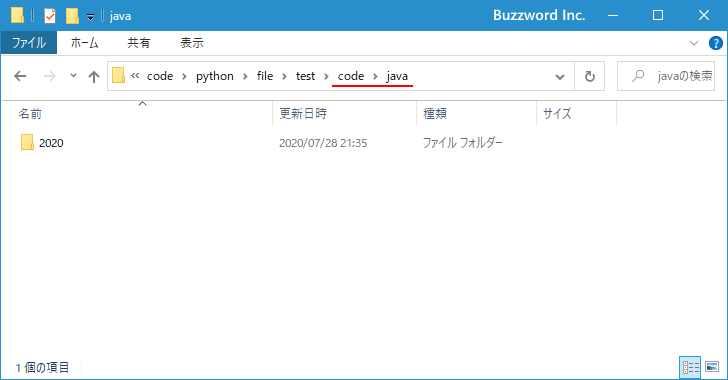 java Buzzword Inc.
ファイル ホーム 共有 表示
« code > python > file > test > code > java javaの検索
名前 更新日時 種類 サイズ
2020 2020/07/28 21:35 ファイル フォルダー
1 個の項目